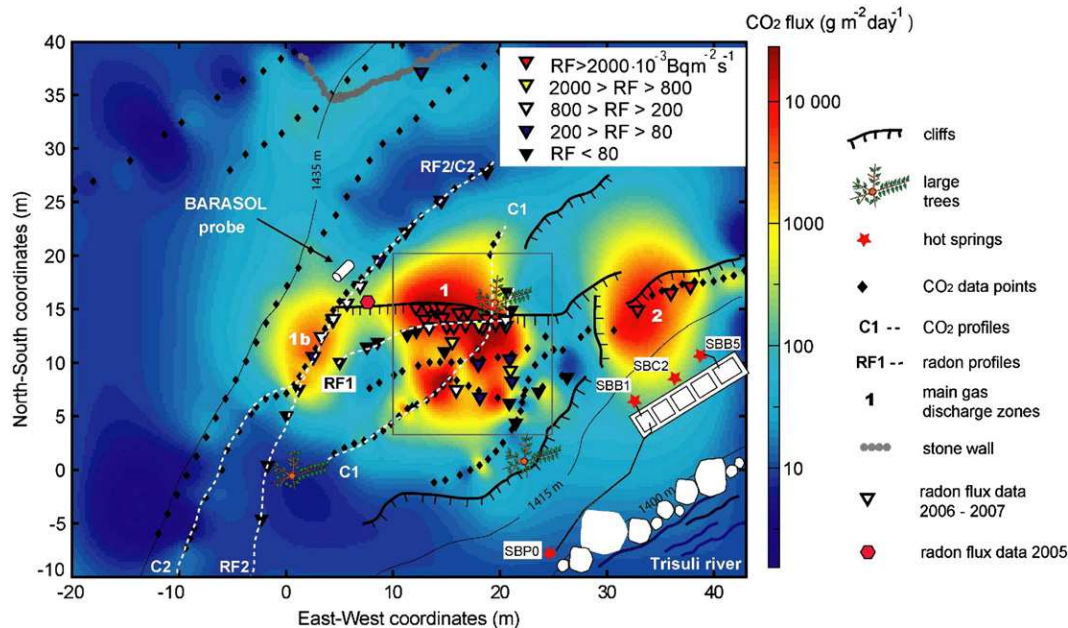 CO2 flux (g m-2day-1)
40
35
30
25
20
15
10
5
0
-5
-10
North-South coordinates (m)
-20
-10
0
10
20
30
40
East-West coordinates (m)
RF>2000·10-3Bqm-2s-1
2000 > RF > 800
800 > RF > 200
200 > RF > 80
RF < 80
1435 m
RF2/C2
BARASOL
probe
C1
1
1b
2
RF1
SBB5
SBC2
SBB1
C1
1415 m
1400 m
SBP0
C2
RF2
Trisuli river
10 000
1000
100
10
cliffs
large
trees
hot springs
CO2 data points
C1 -- CO2 profiles
RF1 -- radon profiles
1 main gas
discharge zones
stone wall
radon flux data
2006 - 2007
radon flux data 2005